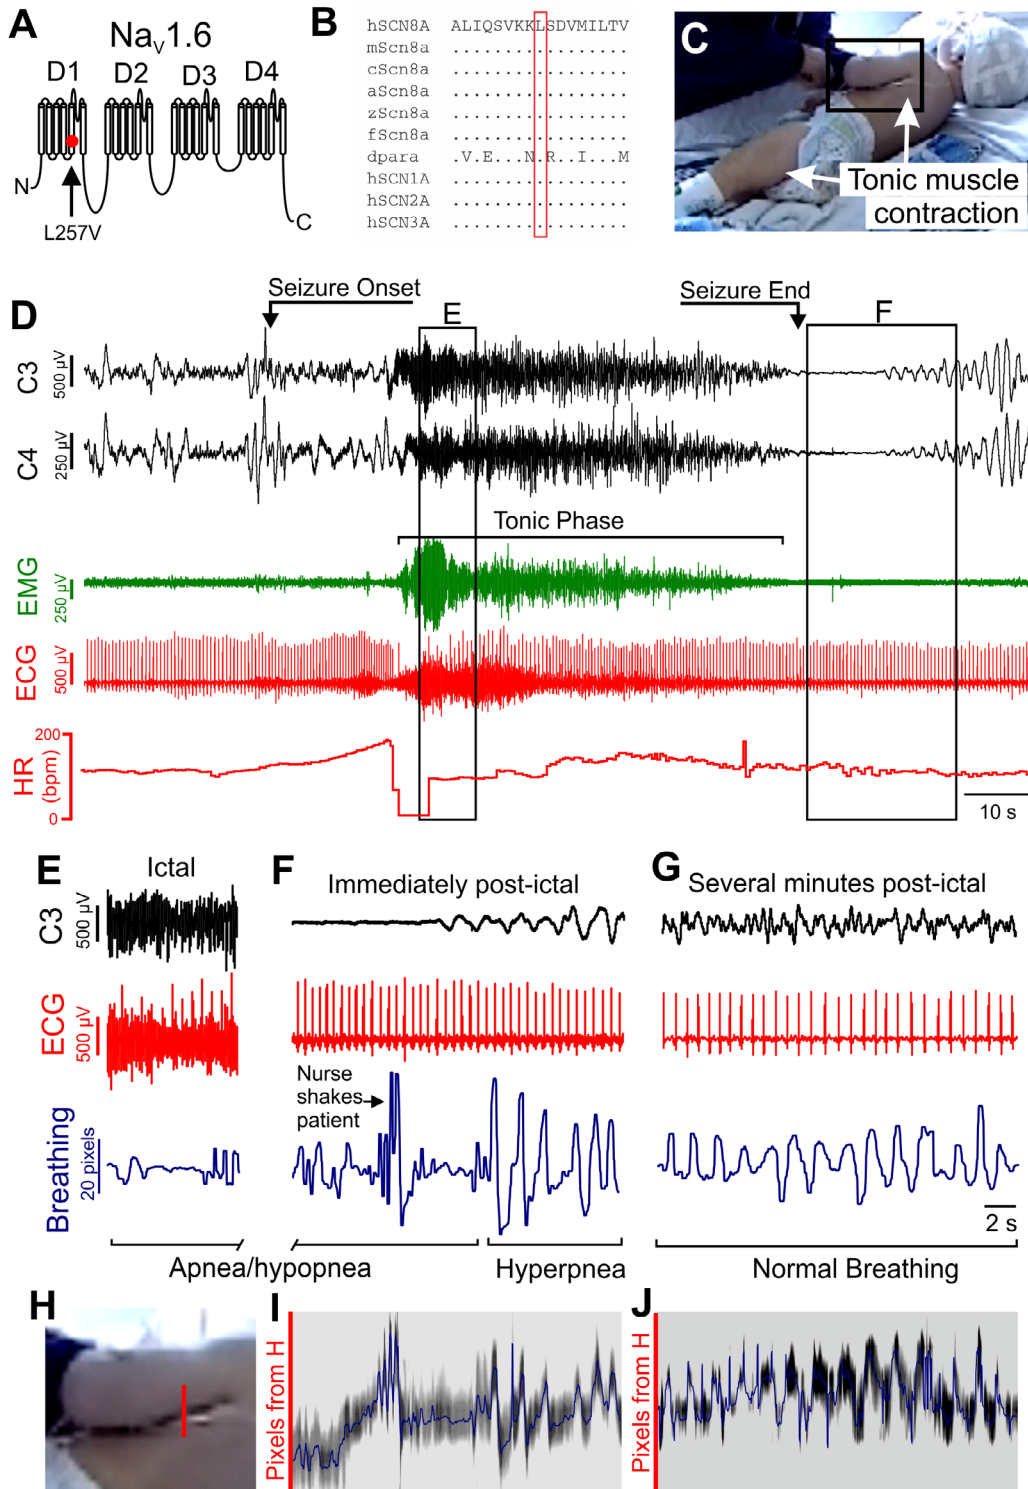 A
Na_V1.6
D1 D2 D3 D4
N
C
L257V
B
hSCN8A ALIQSVKKLSDVMILTV
mScn8a .................
cScn8a .................
aScn8a .................
zScn8a .................
fScn8a .................
dpara .V.E...N.R..I...M
hSCN1A .................
hSCN2A .................
hSCN3A .................
C
Tonic muscle
contraction
D
Seizure Onset
Seizure End
E
F
C3
500 µV
C4
250 µV
Tonic Phase
EMG
250 µV
ECG
500 µV
HR
(bpm)
200
0
10 s
E
Ictal
F
Immediately post-ictal
G
Several minutes post-ictal
C3
500 µV
ECG
500 µV
Nurse
shakes
patient
Breathing
20 pixels
2 s
Apnea/hypopnea
Hyperpnea
Normal Breathing
H
I
Pixels from H
J
Pixels from H